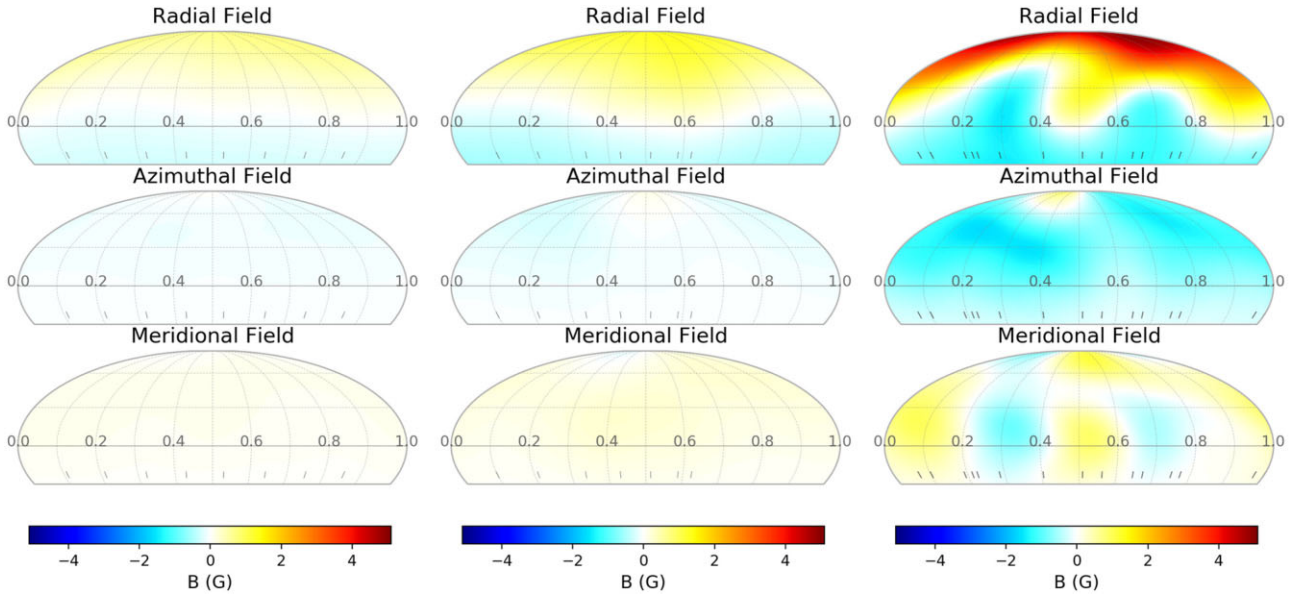 Radial Field Radial Field Radial Field
0.0 0.2 0.4 0.6 0.8 1.0 0.0 0.2 0.4 0.6 0.8 1.0 0.0 0.2 0.4 0.6 0.8 1.0
Azimuthal Field Azimuthal Field Azimuthal Field
0.0 0.2 0.4 0.6 0.8 1.0 0.0 0.2 0.4 0.6 0.8 1.0 0.0 0.2 0.4 0.6 0.8 1.0
Meridional Field Meridional Field Meridional Field
0.0 0.2 0.4 0.6 0.8 1.0 0.0 0.2 0.4 0.6 0.8 1.0 0.0 0.2 0.4 0.6 0.8 1.0
−4 −2 0 2 4 −4 −2 0 2 4 −4 −2 0 2 4
B (G) B (G) B (G)